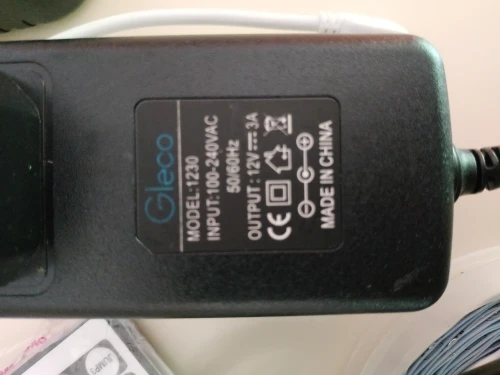 Gleco
MODEL:1230
INPUT:100-240VAC
50/60Hz
OUTPUT : 12V 3A
CE
MADE IN CHINA